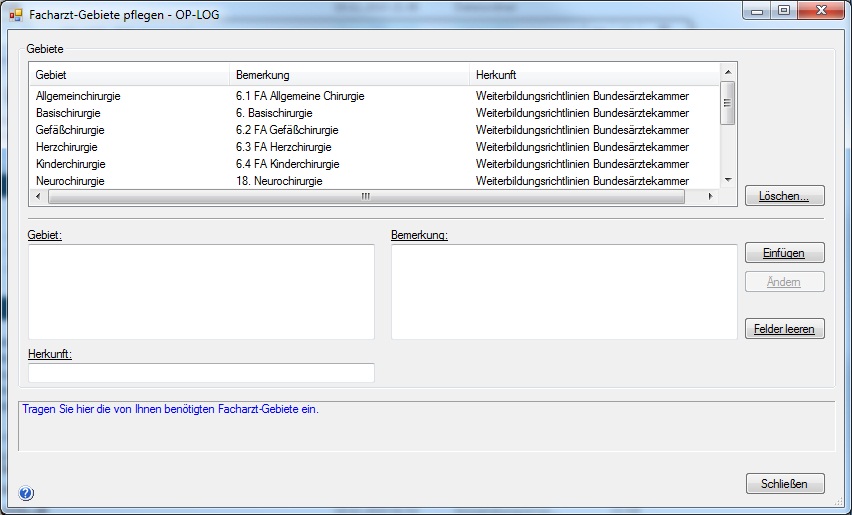 Facharzt-Gebiete pflegen - OP-LOG
Gebiete
Gebiet Bemerkung Herkunft
Allgemeinchirurgie 6.1 FA Allgemeine Chirurgie Weiterbildungsrichtlinien Bundesärztekammer
Basischirurgie 6. Basischirurgie Weiterbildungsrichtlinien Bundesärztekammer
Gefäßchirurgie 6.2 FA Gefäßchirurgie Weiterbildungsrichtlinien Bundesärztekammer
Herzchirurgie 6.3 FA Herzchirurgie Weiterbildungsrichtlinien Bundesärztekammer
Kinderchirurgie 6.4 FA Kinderchirurgie Weiterbildungsrichtlinien Bundesärztekammer
Neurochirurgie 18. Neurochirurgie Weiterbildungsrichtlinien Bundesärztekammer
Löschen...
Gebiet: Bemerkung:
Einfügen
Ändern
Felder leeren
Herkunft:
Tragen Sie hier die von Ihnen benötigten Facharzt-Gebiete ein.
Schließen